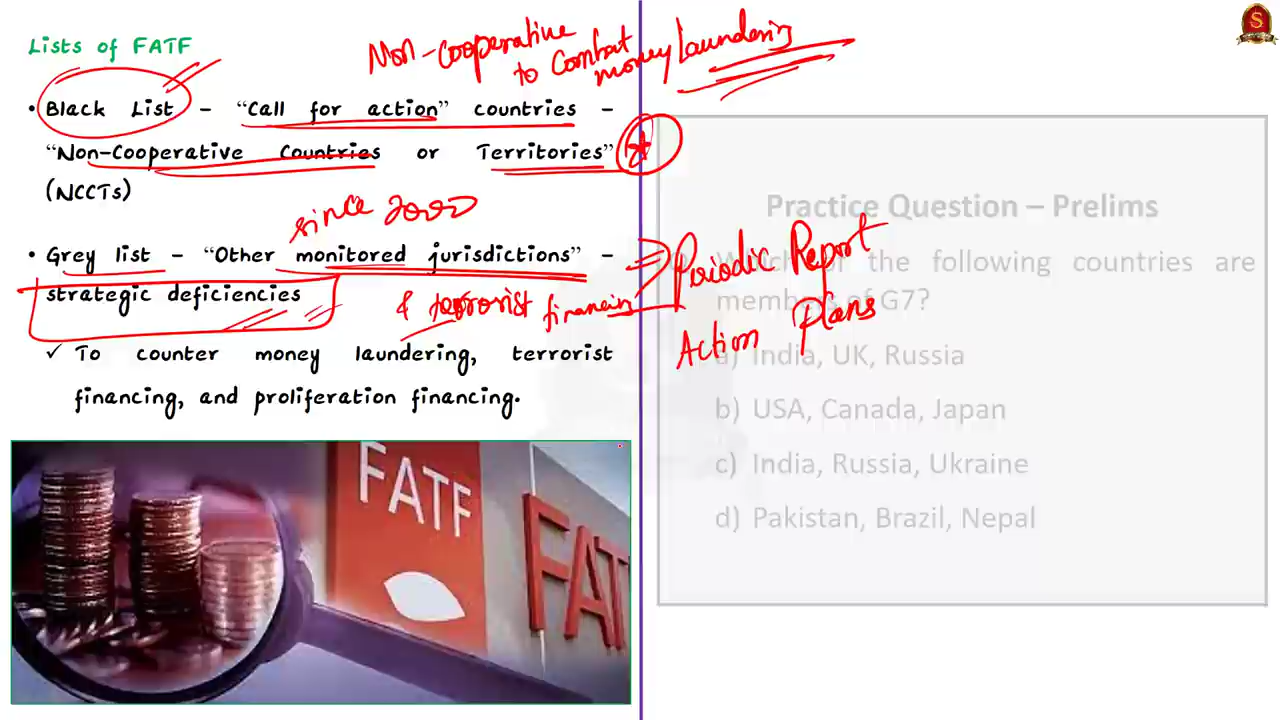 Lists of FATF
Non-cooperative
to Combat
money laundering
• Black List – “Call for action” countries –
“Non-Cooperative Countries or Territories”
(NCCTs)
since 2000
• Grey list – “Other monitored jurisdictions” –
strategic deficiencies
& terrorist financing
✓ To counter money laundering, terrorist
financing, and proliferation financing.
FATF
FAT
S
Periodic Report
Action Plans
Practice Question – Prelims
Which of the following countries are
members of G7?
a) India, UK, Russia
b) USA, Canada, Japan
c) India, Russia, Ukraine
d) Pakistan, Brazil, Nepal